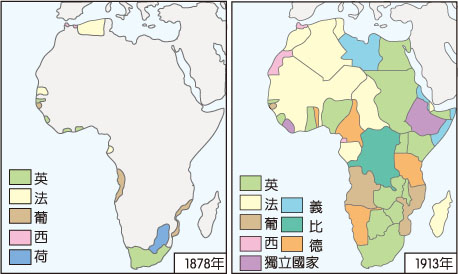 英
法
葡
西
荷
1878年
英
法
葡
西
義
比
德
獨立國家
1913年